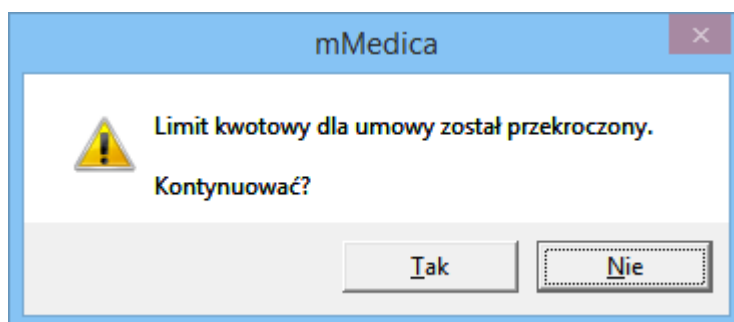 mMedica
Limit kwotowy dla umowy został przekroczony.
Kontynuować?
Tak
Nie